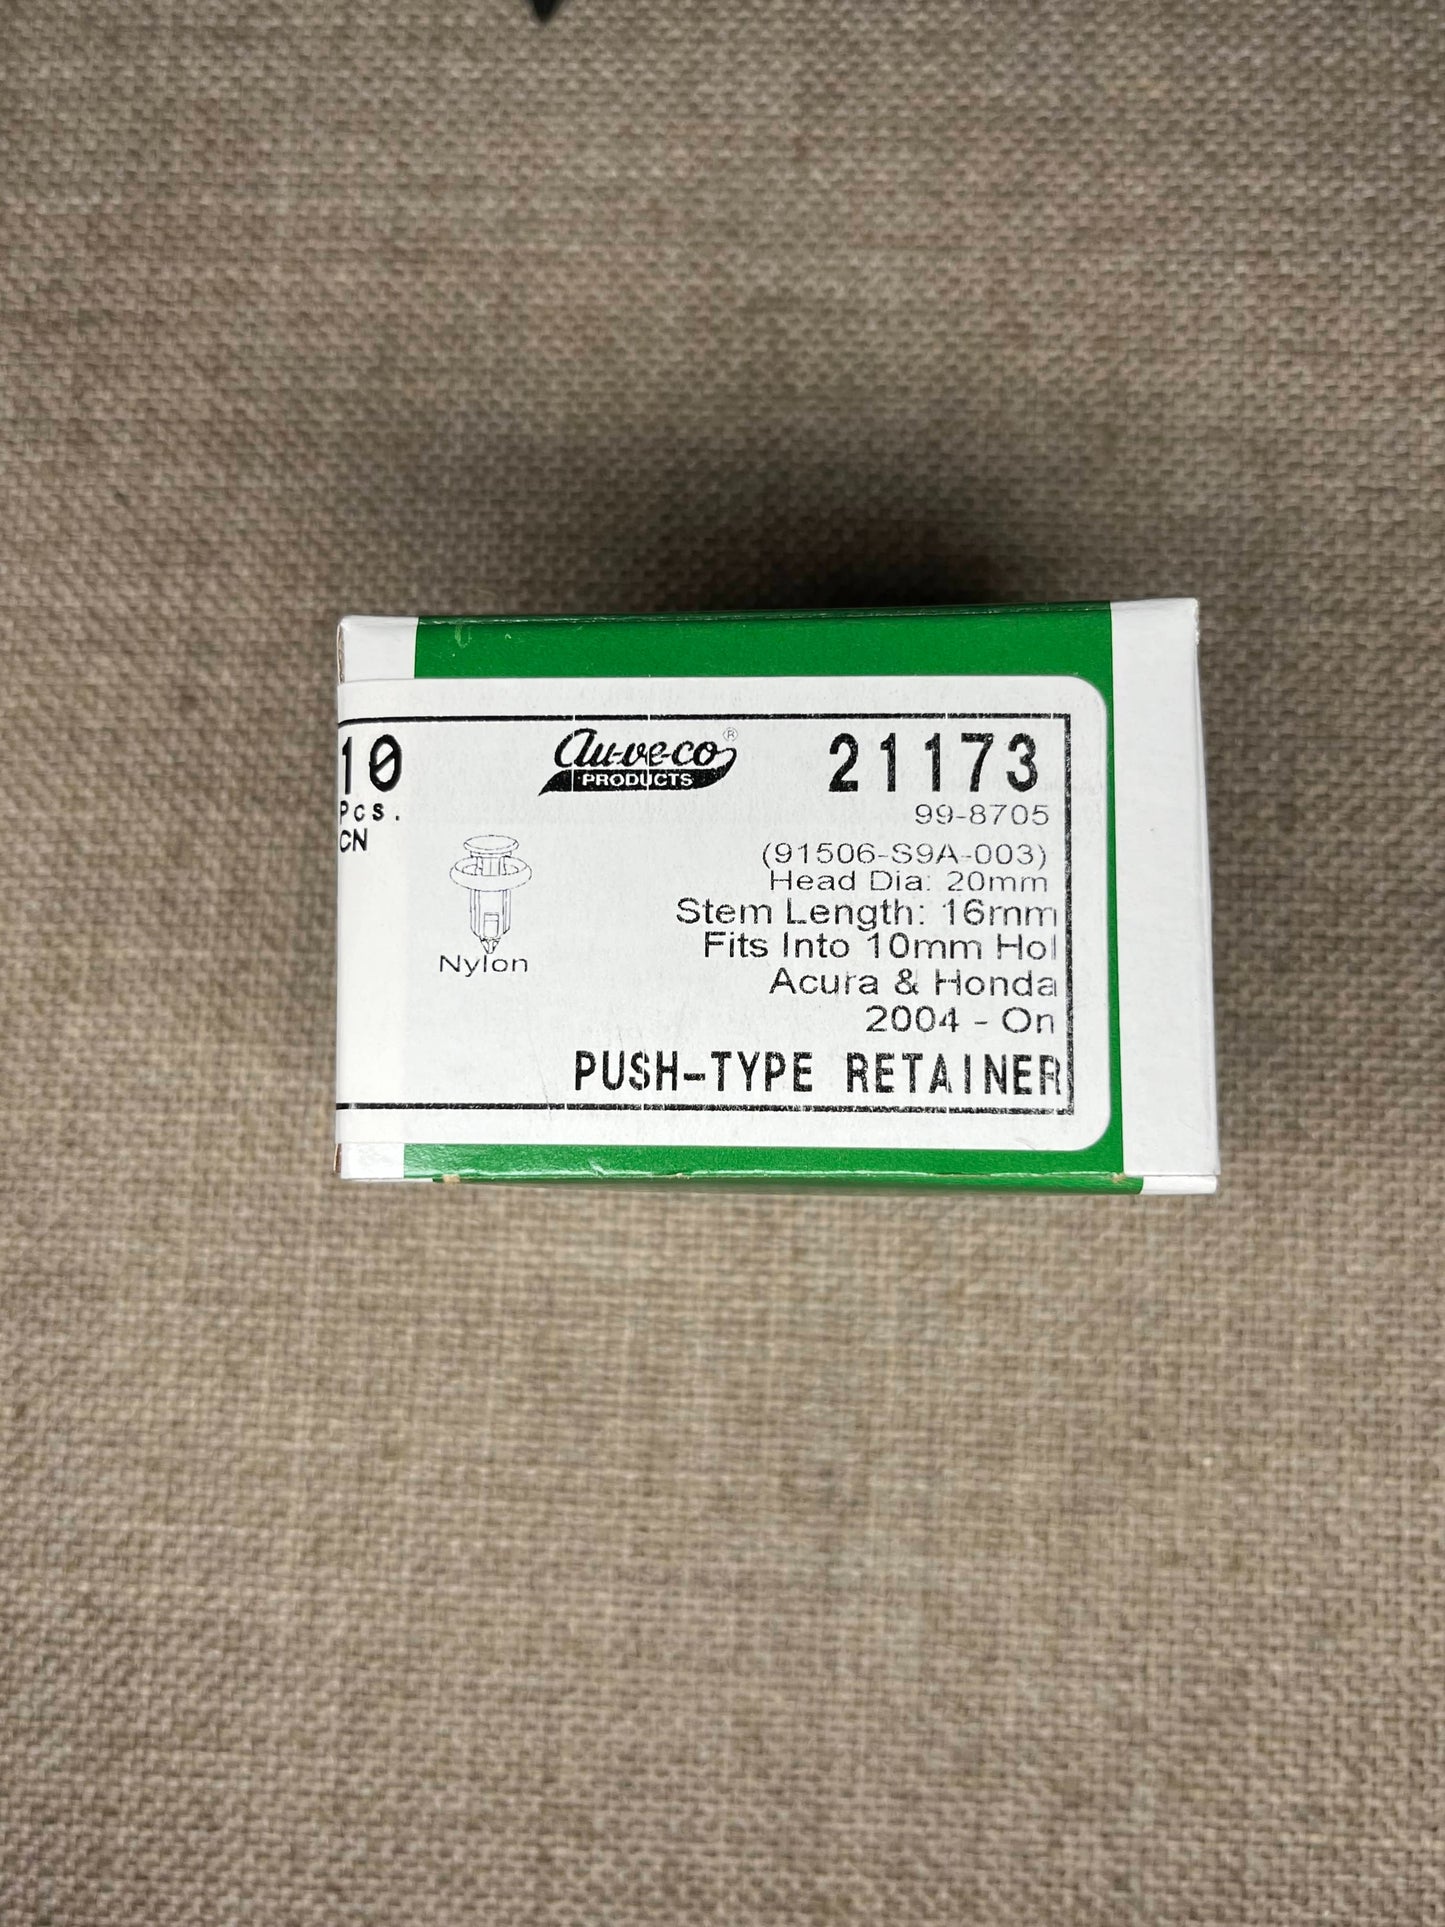 10
Pcs.
CN
au-ve-co®
PRODUCTS
21173
99-8705
(91506-S9A-003)
Head Dia: 20mm
Stem Length: 16mm
Fits Into 10mm Hol
Acura & Honda
2004 - On
Nylon
PUSH-TYPE RETAINER